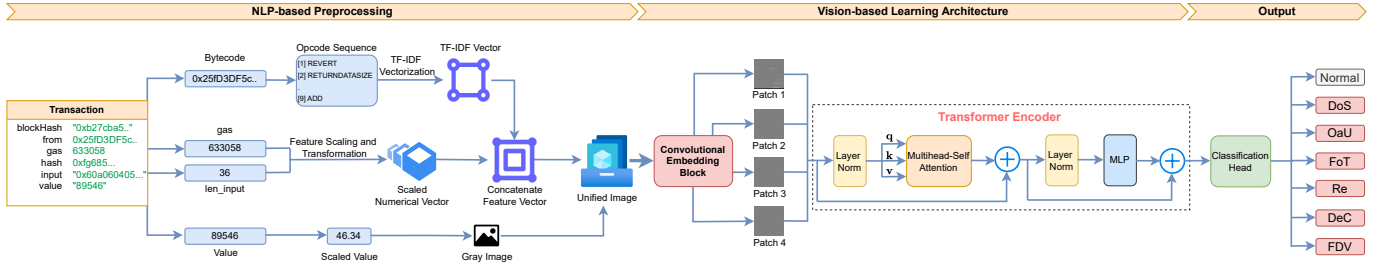 NLP-based Preprocessing
Vision-based Learning Architecture
Output
Transaction
blockHash "0xb27cba5.."
from 0x25fD3DF5c..
gas 633058
hash 0xfg685...
input "0x60a060405..."
value "89546"
Bytecode
0x25fD3DF5c..
Opcode Sequence
[1] REVERT
[2] RETURNDATASIZE
.
[9] ADD
TF-IDF
Vectorization
TF-IDF Vector
gas
633058
36
len_input
Feature Scaling and
Transformation
Scaled
Numerical Vector
Concatenate
Feature Vector
Unified Image
89546
Value
46.34
Scaled Value
Gray Image
Convolutional
Embedding
Block
Patch 1
Patch 2
Patch 3
Patch 4
Transformer Encoder
Layer
Norm
q
k
v
Multihead-Self
Attention
Layer
Norm
MLP
Classification
Head
Normal
DoS
OaU
FoT
Re
DeC
FDV